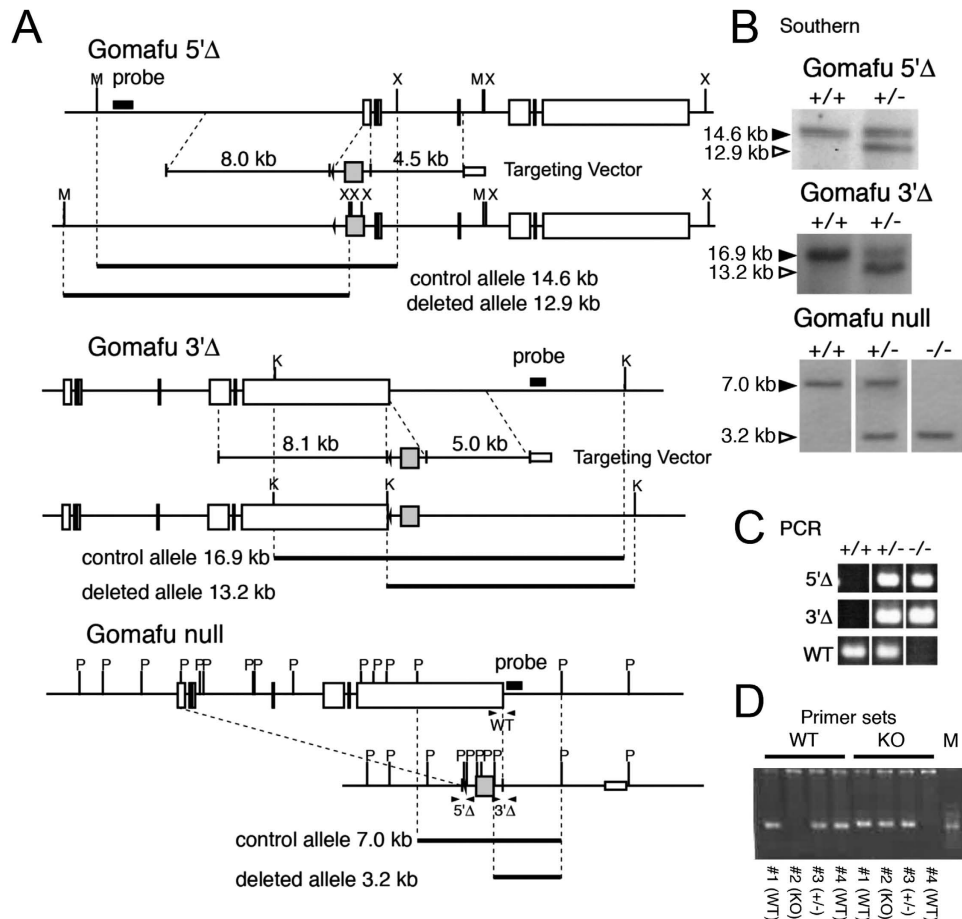 A
Gomafu 5'Δ
M probe X M X X
8.0 kb 4.5 kb Targeting Vector
M XX X M X X
control allele 14.6 kb
deleted allele 12.9 kb
Gomafu 3'Δ
K probe K
8.1 kb 5.0 kb Targeting Vector
K K K
control allele 16.9 kb
deleted allele 13.2 kb
Gomafu null
P P P P PP PP P P P P P probe P P
WT
P P P PP PP P P P
5'Δ 3'Δ
control allele 7.0 kb
deleted allele 3.2 kb
B Southern
Gomafu 5'Δ
+/+ +/-
14.6 kb
12.9 kb
Gomafu 3'Δ
+/+ +/-
16.9 kb
13.2 kb
Gomafu null
+/+ +/- -/-
7.0 kb
3.2 kb
C PCR
+/+ +/- -/-
5'Δ
3'Δ
WT
D
Primer sets
WT KO M
#1 (WT)
#2 (KO)
#3 (+/-)
#4 (WT)
#1 (WT)
#2 (KO)
#3 (+/-)
#4 (WT)